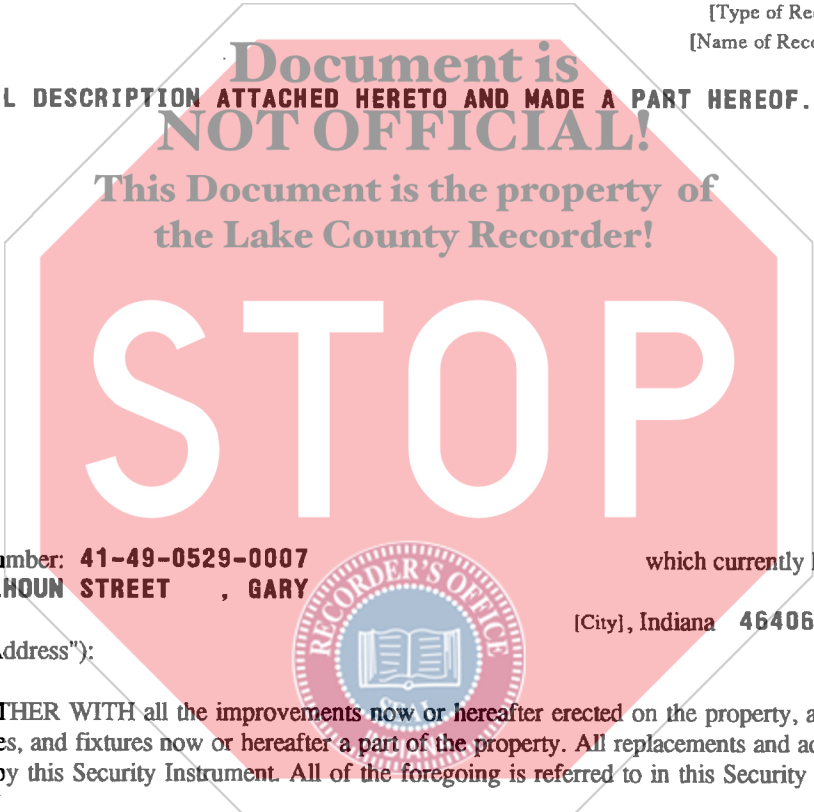 [Type of Re
[Name of Reco
Document is
L DESCRIPTION ATTACHED HERETO AND MADE A PART HEREOF.
NOT OFFICIAL!
This Document is the property of
the Lake County Recorder!
STOP
umber: 41-49-0529-0007 which currently
HOUN STREET , GARY
[City], Indiana 46406
ddress"):
RECORDER'S OFFICE
SEAL
THER WITH all the improvements now or hereafter erected on the property, a
es, and fixtures now or hereafter a part of the property. All replacements and ad
by this Security Instrument. All of the foregoing is referred to in this Security